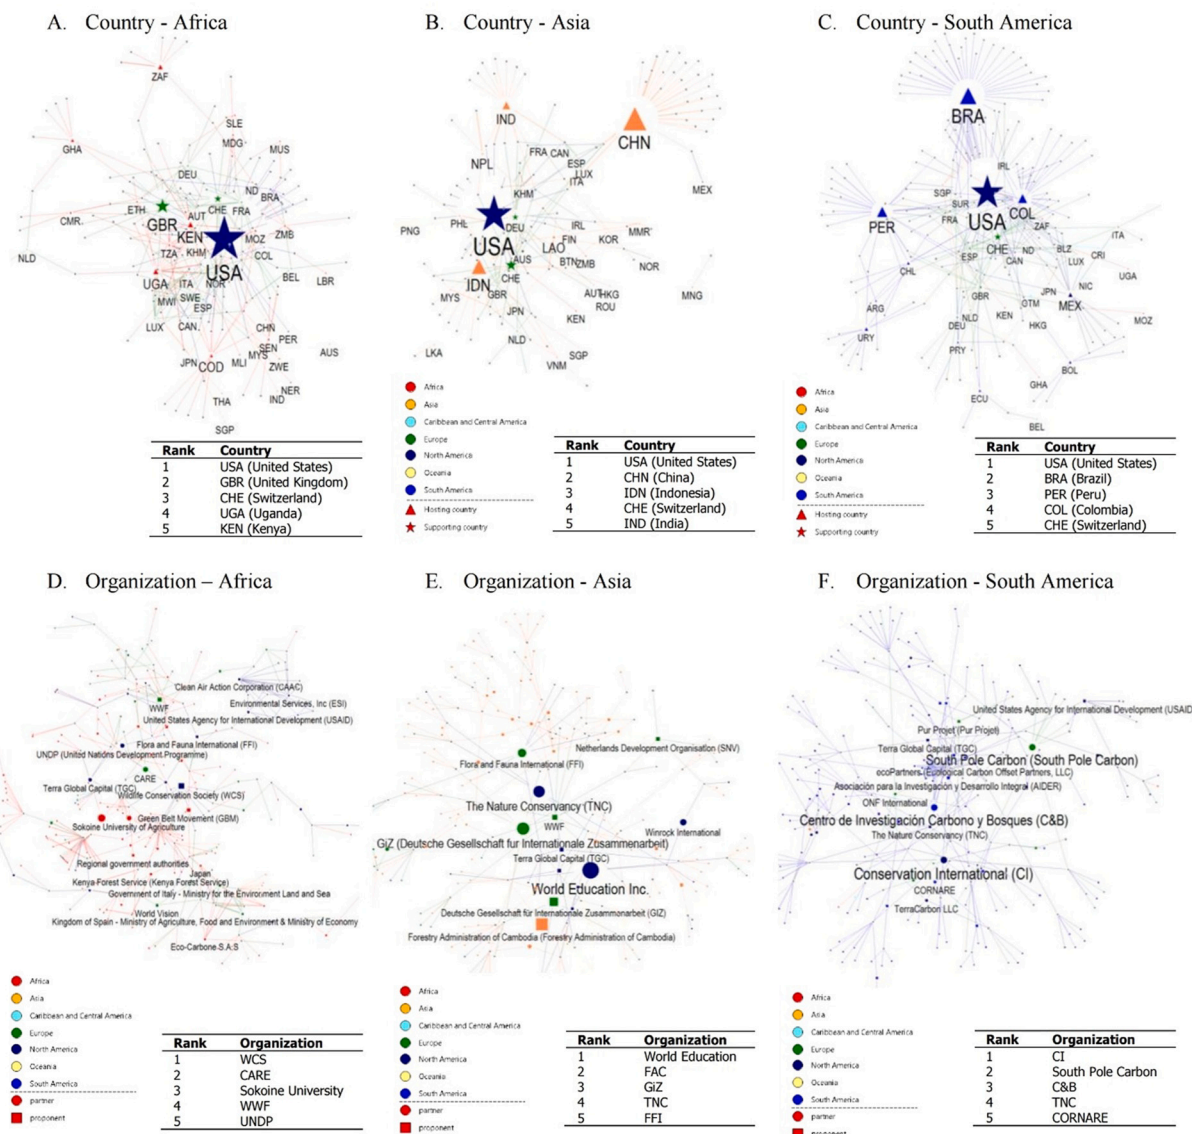 A. Country - Africa
ZAF
SLE
MDG
GHA
MUS
DEU
ND
BRA
ETH
CHE
FRA
AUT
CMR
GBR
KEN
MOZ
ZMB
TZA
KHM
COL
NLD
USA
UGA
ITA
NOR
BEL
LBR
MWI
SWE
ESP
LUX
CAN
CHN
PER
SEN
MYS
AUS
JPN
COD
MLI
ZWE
NER
THA
IND
SGP
Rank Country
1 USA (United States)
2 GBR (United Kingdom)
3 CHE (Switzerland)
4 UGA (Uganda)
5 KEN (Kenya)
B. Country - Asia
IND
CHN
FRA
CAN
NPL
ESP
LUX
ITA
KHM
MEX
PHL
DEU
IRL
PNG
FIN
KOR
MMR
USA
LAO
AUS
BTN
ZMB
NOR
CHE
IDN
GBR
MYS
AUT
HKG
MNG
ROU
JPN
KEN
NLD
LKA
SGP
VNM
Africa
Asia
Caribbean and Central America
Europe
North America
Oceania
South America
Hosting country
Supporting country
Rank Country
1 USA (United States)
2 CHN (China)
3 IDN (Indonesia)
4 CHE (Switzerland)
5 IND (India)
C. Country - South America
BRA
IRL
SGP
SUR
FRA
USA
COL
PER
ZAF
ITA
CHE
ND
BLZ
ESP
CAN
LUX
CRI
CHL
UGA
NIC
JPN
GBR
GTM
MEX
ARG
NLD
KEN
DEU
HKG
MOZ
URY
PRY
BOL
GHA
ECU
BEL
Africa
Asia
Caribbean and Central America
Europe
North America
Oceania
South America
Hosting country
Supporting country
Rank Country
1 USA (United States)
2 BRA (Brazil)
3 PER (Peru)
4 COL (Colombia)
5 CHE (Switzerland)
D. Organization – Africa
Clean Air Action Corporation (CAAC)
Environmental Services, Inc (ESI)
WWF
United States Agency for International Development (USAID)
Flora and Fauna International (FFI)
UNDP (United Nations Development Programme)
CARE
Terra Global Capital (TGC)
Wildlife Conservation Society (WCS)
Green Belt Movement (GBM)
Sokoine University of Agriculture
Regional government authorities
Japan
Kenya Forest Service (Kenya Forest Service)
Government of Italy - Ministry for the Environment Land and Sea
World Vision
Kingdom of Spain - Ministry of Agriculture, Food and Environment & Ministry of Economy
Eco-Carbone S.A.S
Africa
Asia
Caribbean and Central America
Europe
North America
Oceania
South America
partner
proponent
Rank Organization
1 WCS
2 CARE
3 Sokoine University
4 WWF
5 UNDP
E. Organization - Asia
Netherlands Development Organisation (SNV)
Flora and Fauna International (FFI)
The Nature Conservancy (TNC)
WWF
Winrock International
GiZ (Deutsche Gesellschaft fur Internationale Zusammenarbeit)
Terra Global Capital (TGC)
World Education Inc.
Deutsche Gesellschaft für Internationale Zusammenarbeit (GIZ)
Forestry Administration of Cambodia (Forestry Administration of Cambodia)
Africa
Asia
Caribbean and Central America
Europe
North America
Oceania
South America
partner
proponent
Rank Organization
1 World Education
2 FAC
3 GiZ
4 TNC
5 FFI
F. Organization - South America
United States Agency for International Development (USAID)
Pur Projet (Pur Projet)
Terra Global Capital (TGC)
South Pole Carbon (South Pole Carbon)
ecoPartners (Ecological Carbon Offset Partners, LLC)
Asociación para la Investigación y Desarrollo Integral (AIDER)
ONF International
Centro de Investigación Carbono y Bosques (C&B)
The Nature Conservancy (TNC)
Conservation International (CI)
CORNARE
TerraCarbon LLC
Africa
Asia
Caribbean and Central America
Europe
North America
Oceania
South America
partner
proponent
Rank Organization
1 CI
2 South Pole Carbon
3 C&B
4 TNC
5 CORNARE